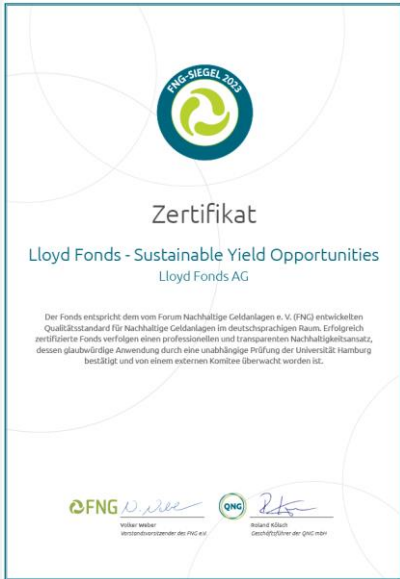 FNG-SIEGEL 2023
Zertifikat
Lloyd Fonds - Sustainable Yield Opportunities
Lloyd Fonds AG
Der Fonds entspricht dem vom Forum Nachhaltige Geldanlagen e. V. (FNG) entwickelten
Qualitätsstandard für Nachhaltige Geldanlagen im deutschsprachigen Raum. Erfolgreich
zertifizierte Fonds verfolgen einen professionellen und transparenten Nachhaltigkeitsansatz,
dessen glaubwürdige Anwendung durch eine unabhängige Prüfung der Universität Hamburg
bestätigt und von einem externen Komitee überwacht worden ist.
FNG
QNG
Volker Weber
Vorstandsvorsitzender des FNG e.V.
Roland Kölsch
Geschäftsführer der QNG mbH